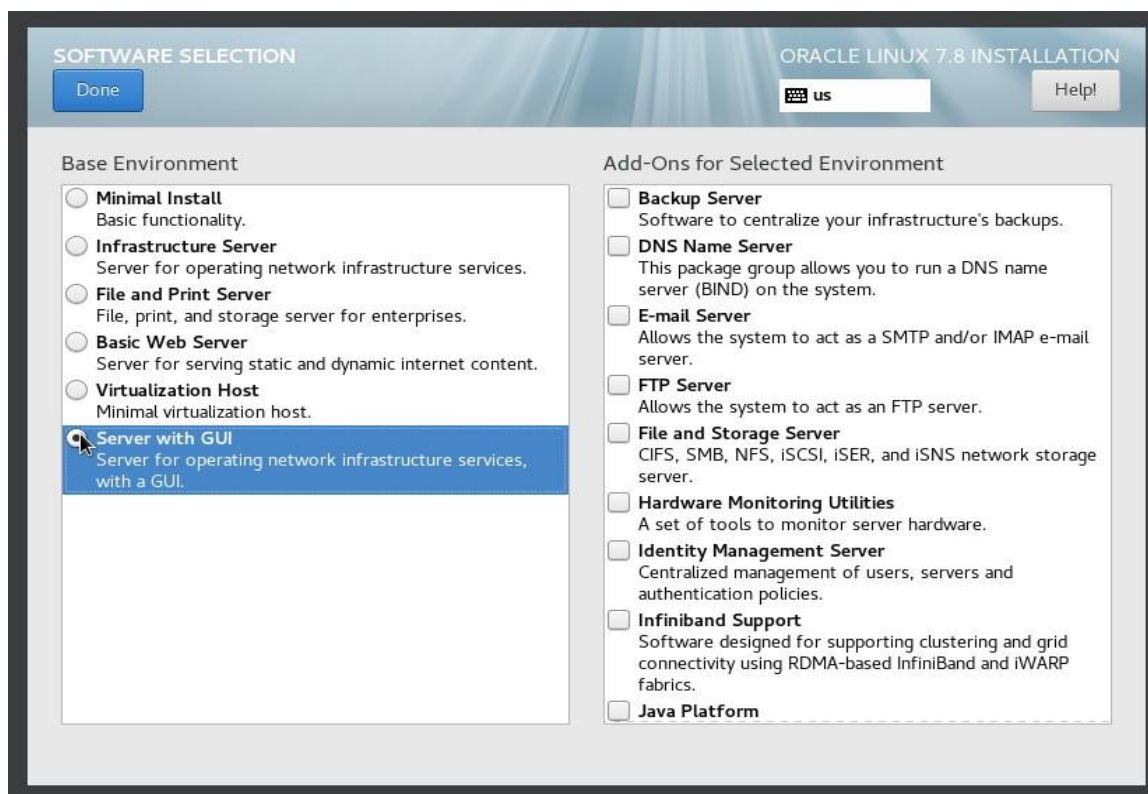 SOFTWARE SELECTION
ORACLE LINUX 7.8 INSTALLATION
Done
us
Help!
Base Environment
Minimal Install
Basic functionality.
Infrastructure Server
Server for operating network infrastructure services.
File and Print Server
File, print, and storage server for enterprises.
Basic Web Server
Server for serving static and dynamic internet content.
Virtualization Host
Minimal virtualization host.
Server with GUI
Server for operating network infrastructure services,
with a GUI.
Add-Ons for Selected Environment
Backup Server
Software to centralize your infrastructure's backups.
DNS Name Server
This package group allows you to run a DNS name
server (BIND) on the system.
E-mail Server
Allows the system to act as a SMTP and/or IMAP e-mail
server.
FTP Server
Allows the system to act as an FTP server.
File and Storage Server
CIFS, SMB, NFS, iSCSI, iSER, and iSNS network storage
server.
Hardware Monitoring Utilities
A set of tools to monitor server hardware.
Identity Management Server
Centralized management of users, servers and
authentication policies.
Infiniband Support
Software designed for supporting clustering and grid
connectivity using RDMA-based InfiniBand and iWARP
fabrics.
Java Platform